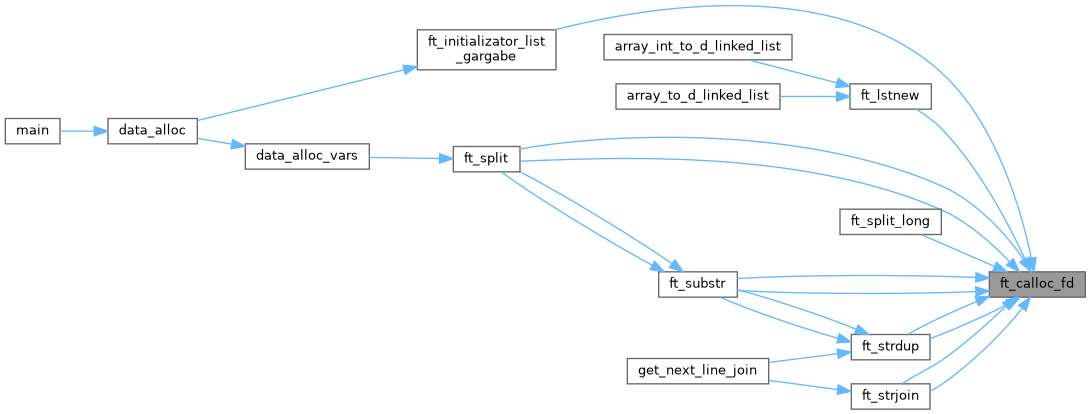 ft_initializator_list
_gargabe
array_int_to_d_linked_list
array_to_d_linked_list
ft_lstnew
main
data_alloc
data_alloc_vars
ft_split
ft_split_long
ft_substr
ft_calloc_fd
ft_strdup
get_next_line_join
ft_strjoin